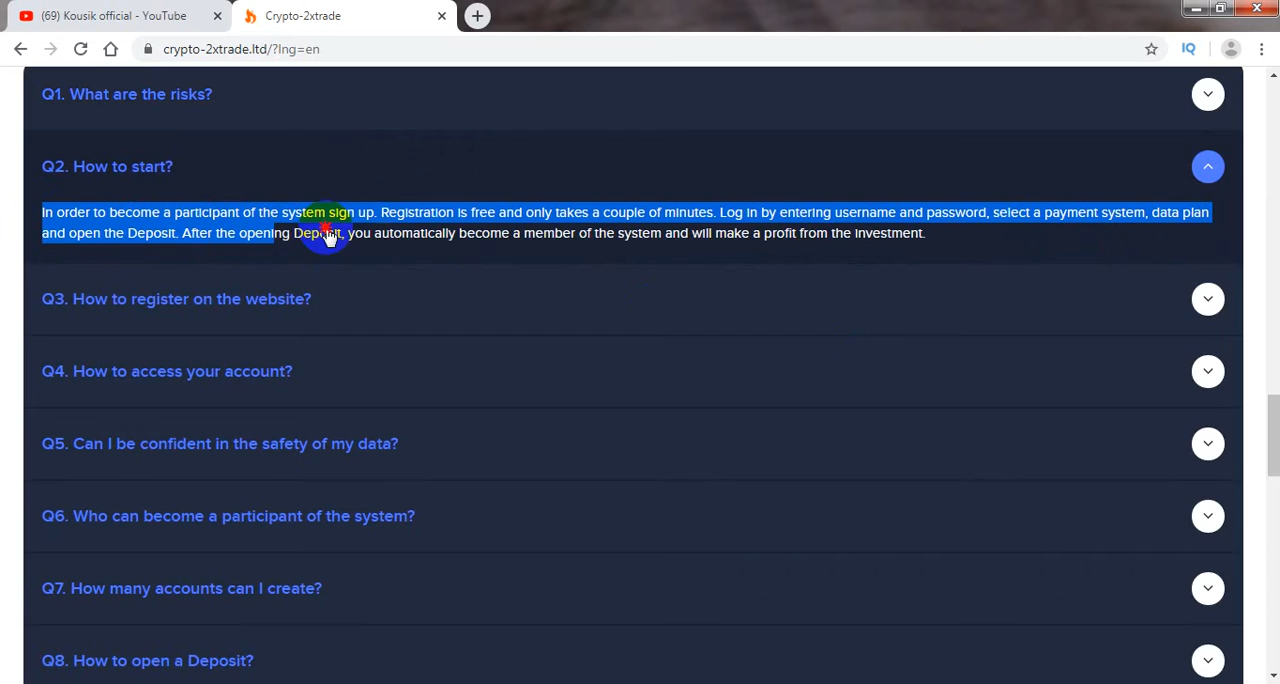 (69) Kousik official - YouTube
Crypto-2xtrade
crypto-2xtrade.ltd/?lng=en
IQ
Q1. What are the risks?
Q2. How to start?
In order to become a participant of the system sign up. Registration is free and only takes a couple of minutes. Log in by entering username and password, select a payment system, data plan
and open the Deposit. After the opening Deposit, you automatically become a member of the system and will make a profit from the investment.
Q3. How to register on the website?
Q4. How to access your account?
Q5. Can I be confident in the safety of my data?
Q6. Who can become a participant of the system?
Q7. How many accounts can I create?
Q8. How to open a Deposit?